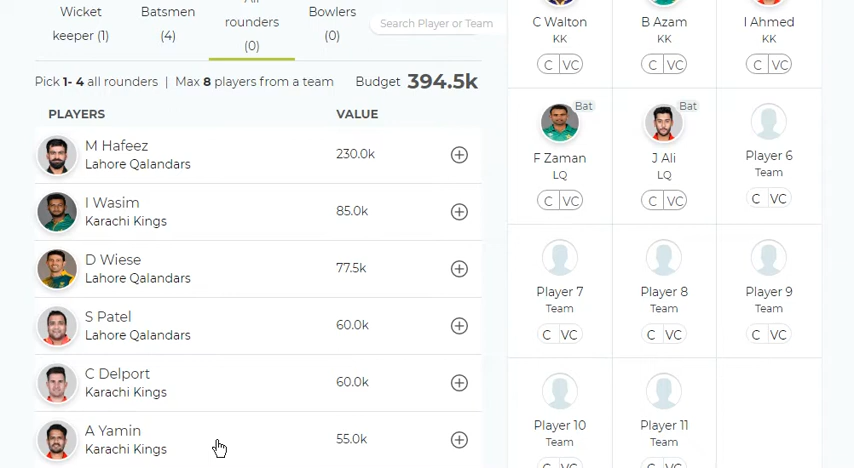 Wicket
keeper (1)
Batsmen
(4)
All
rounders
(0)
Bowlers
(0)
Search Player or Team
Pick 1- 4 all rounders | Max 8 players from a team
Budget 394.5k
PLAYERS VALUE
M Hafeez
Lahore Qalandars
230.0k
I Wasim
Karachi Kings
85.0k
D Wiese
Lahore Qalandars
77.5k
S Patel
Lahore Qalandars
60.0k
C Delport
Karachi Kings
60.0k
A Yamin
Karachi Kings
55.0k
C Walton
KK
C VC
B Azam
KK
C VC
I Ahmed
KK
C VC
Bat
F Zaman
LQ
C VC
Bat
J Ali
LQ
C VC
Player 6
Team
C VC
Player 7
Team
C VC
Player 8
Team
C VC
Player 9
Team
C VC
Player 10
Team
C VC
Player 11
Team
C VC